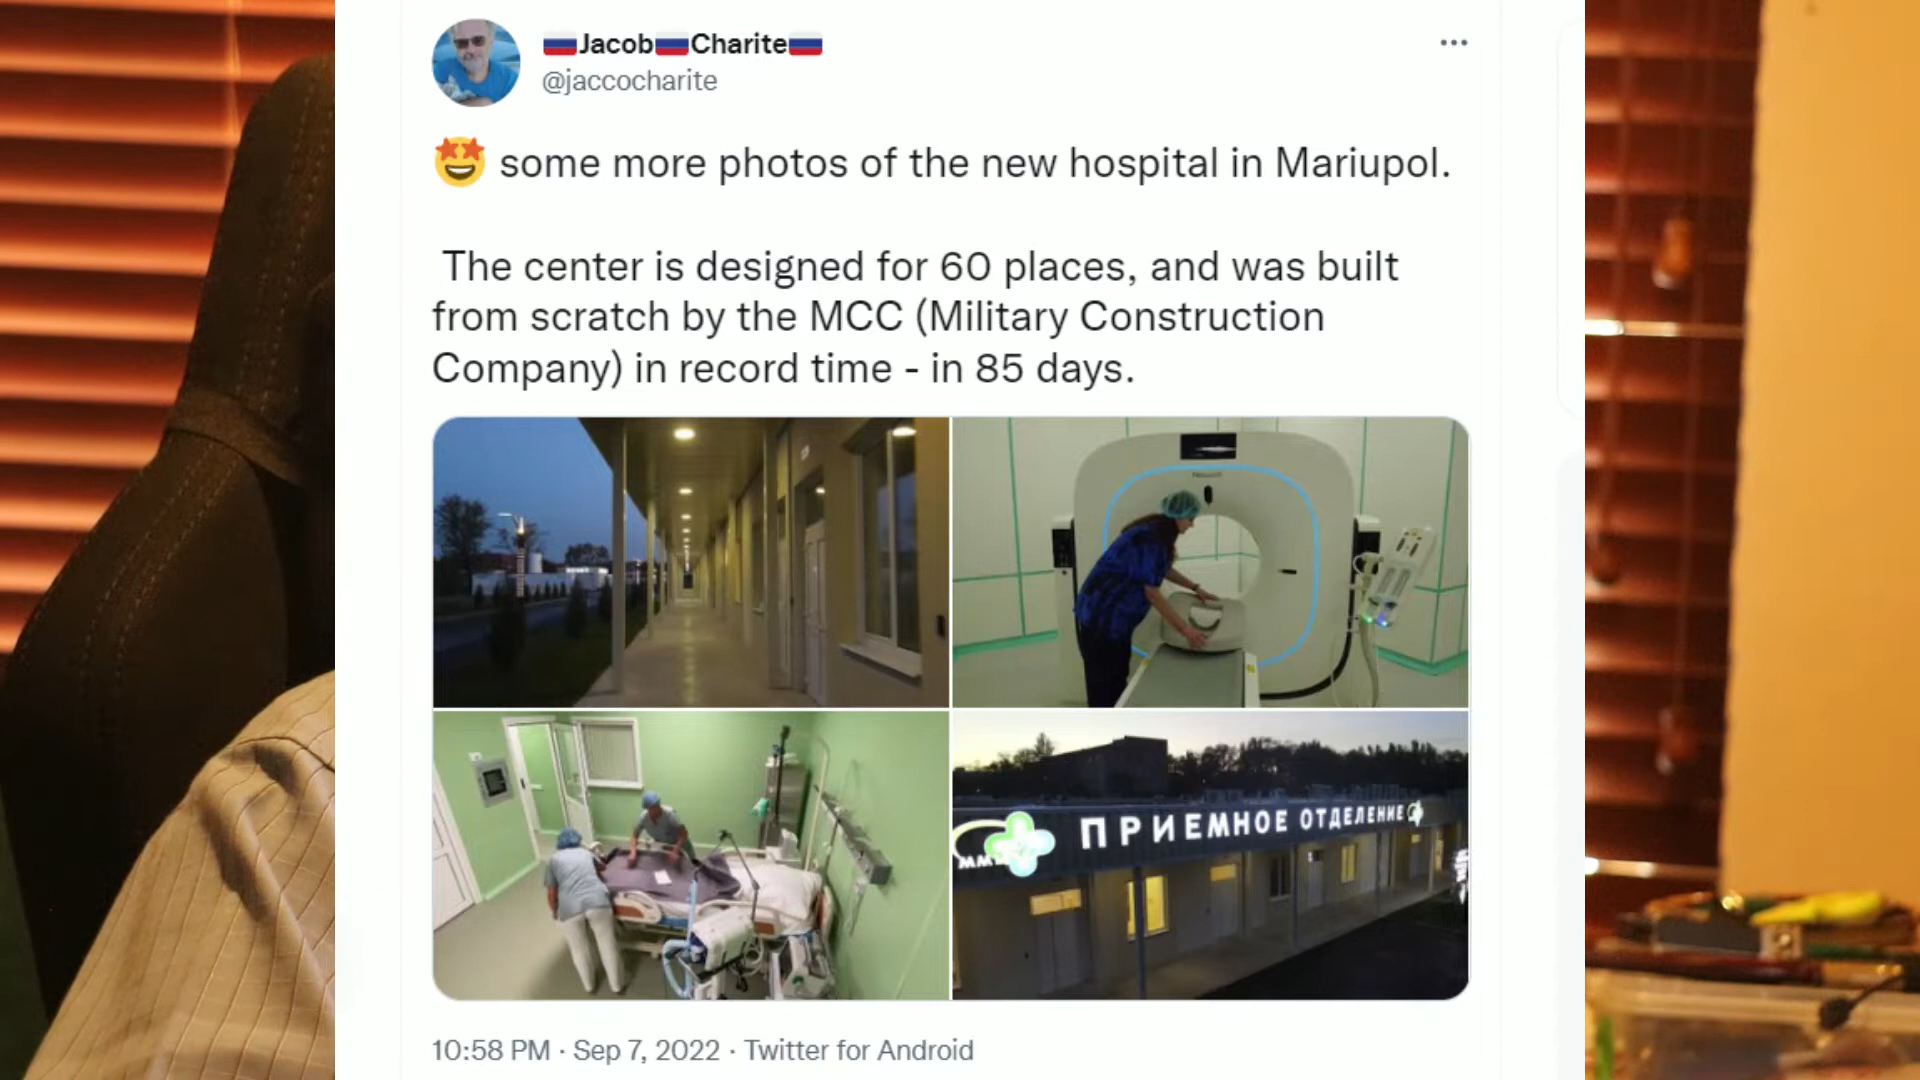 Jacob Charite
@jaccocharite
some more photos of the new hospital in Mariupol.
The center is designed for 60 places, and was built
from scratch by the MCC (Military Construction
Company) in record time - in 85 days.
ПРИЕМНОЕ ОТДЕЛЕНИЕ
10:58 PM · Sep 7, 2022 · Twitter for Android